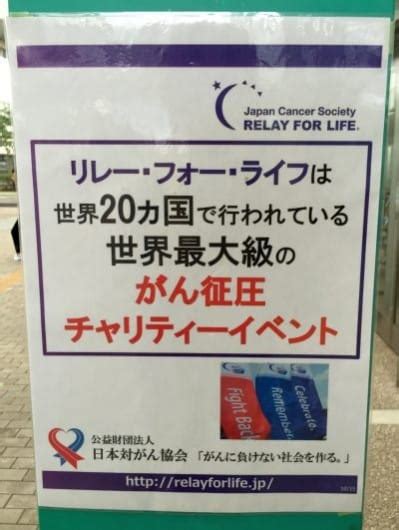 Japan Cancer Society
RELAY FOR LIFE®
リレー・フォー・ライフは
世界20カ国で行われている
世界最大級の
がん征圧
チャリティーイベント
Fight Back
Remember
Celebrate.
公益財団法人
日本対がん協会 「がんに負けない社会を作る。」
http://relayforlife.jp/